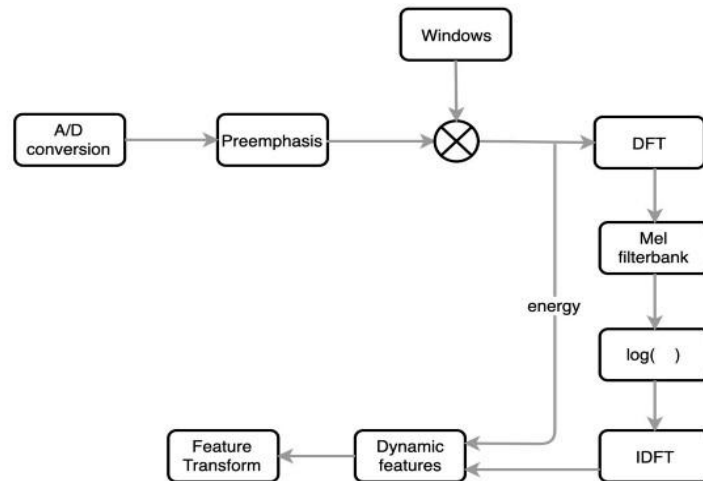 Windows
A/D
conversion
Preemphasis
DFT
Mel
filterbank
energy
log( )
Feature
Transform
Dynamic
features
IDFT